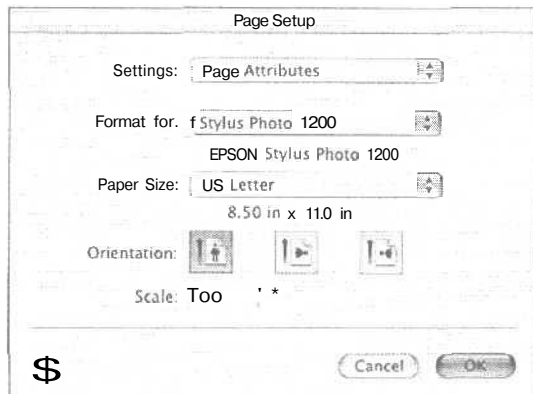 Page Setup
Settings: Page Attributes
Format for. f Stylus Photo 1200
EPSON Stylus Photo 1200
Paper Size: US Letter
8.50 in x 11.0 in
Orientation:
Scale: Too ' *
$ Cancel OK